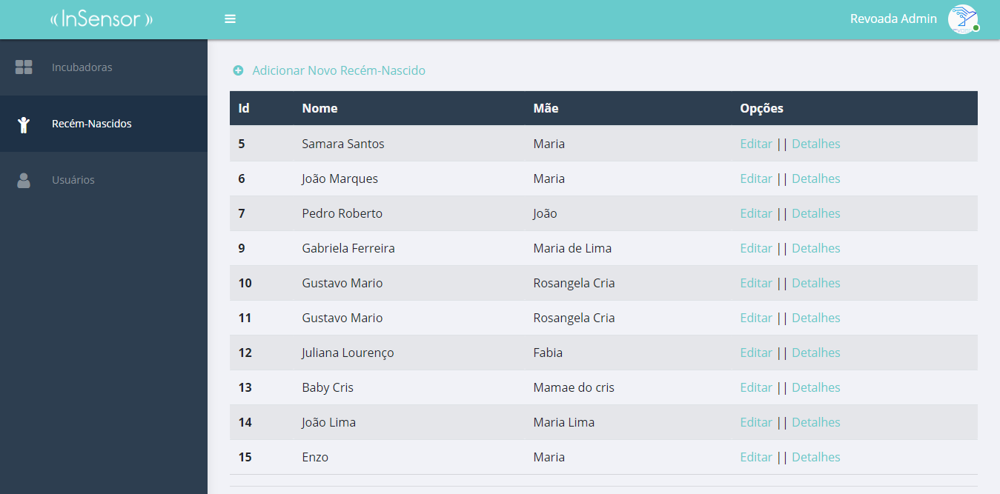 InSensor
Revoada Admin
Incubadoras
Recém-Nascidos
Usuários
Adicionar Novo Recém-Nascido
Id Nome Mãe Opções
5 Samara Santos Maria Editar || Detalhes
6 João Marques Maria Editar || Detalhes
7 Pedro Roberto João Editar || Detalhes
9 Gabriela Ferreira Maria de Lima Editar || Detalhes
10 Gustavo Mario Rosangela Cria Editar || Detalhes
11 Gustavo Mario Rosangela Cria Editar || Detalhes
12 Juliana Lourenço Fabia Editar || Detalhes
13 Baby Cris Mamae do cris Editar || Detalhes
14 João Lima Maria Lima Editar || Detalhes
15 Enzo Maria Editar || Detalhes